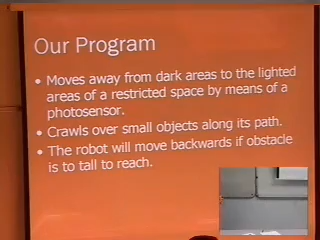 Our Program
• Moves away from dark areas to the lighted
areas of a restricted space by means of a
photosensor.
• Crawls over small objects along its path.
• The robot will move backwards if obstacle
is to tall to reach.